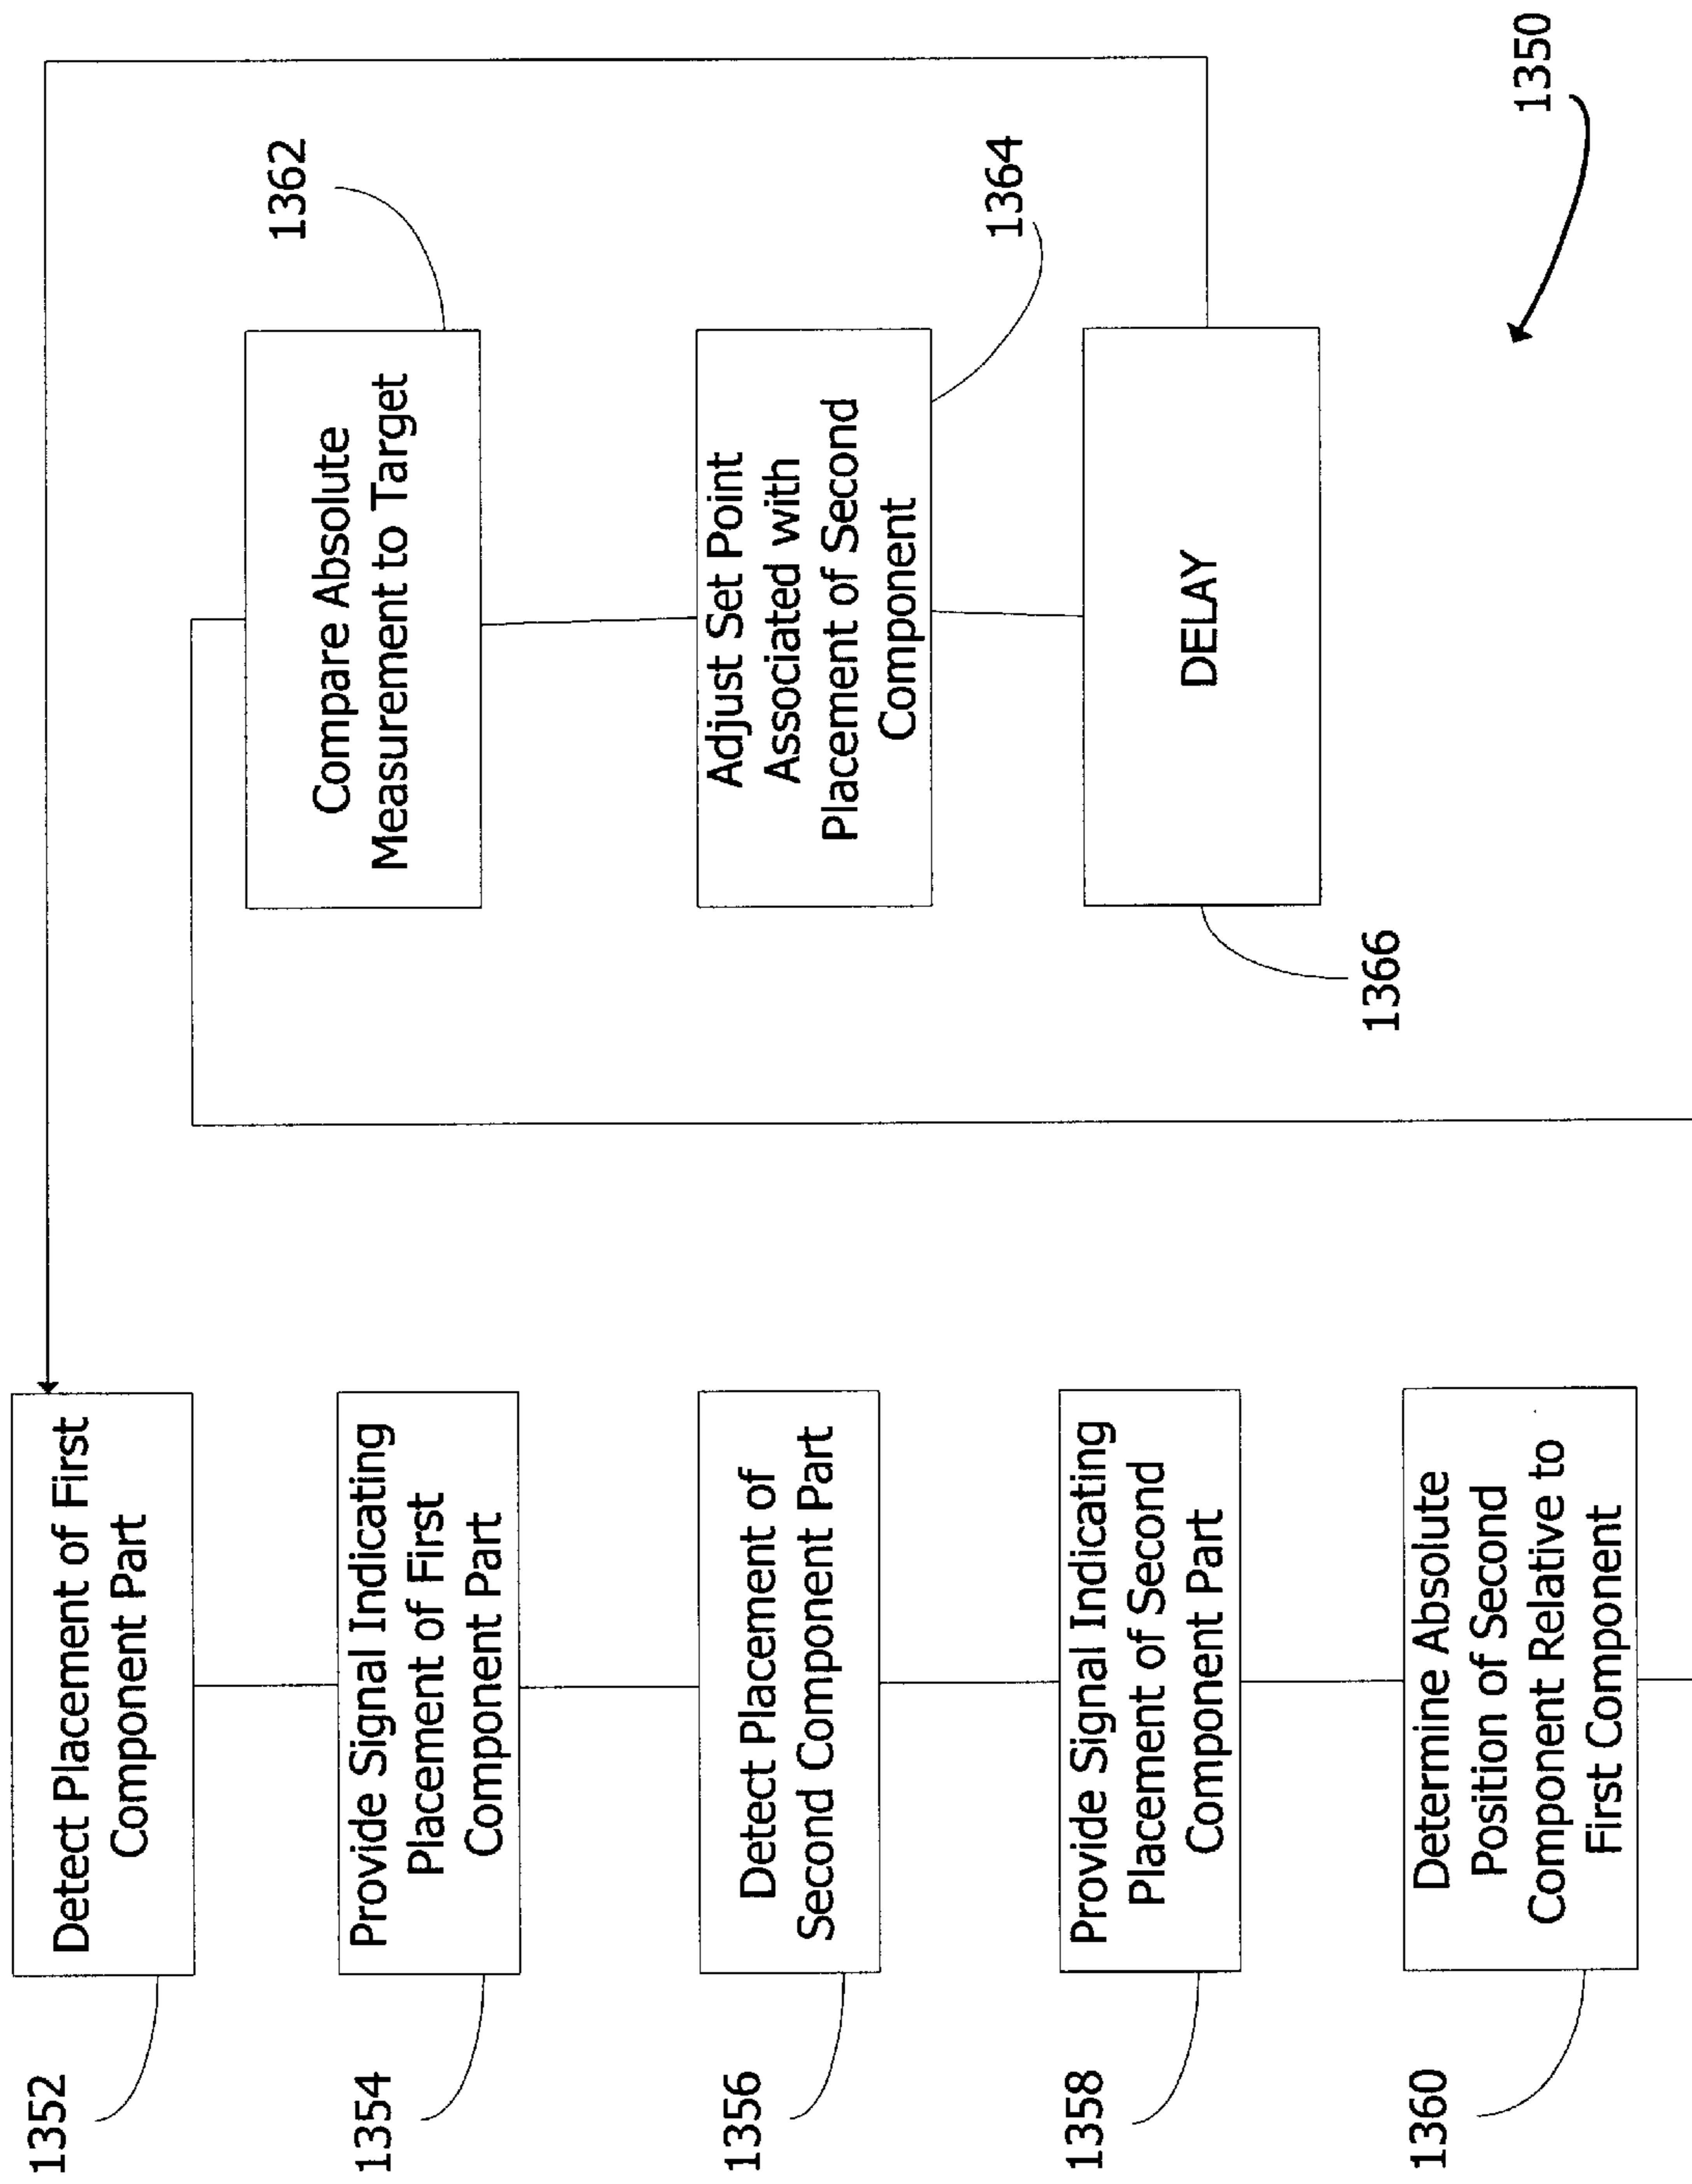 1352
Detect Placement of First
Component Part
1354
Provide Signal Indicating
Placement of First
Component Part
1356
Detect Placement of
Second Component Part
1358
Provide Signal Indicating
Placement of Second
Component Part
1360
Determine Absolute
Position of Second
Component Relative to
First Component
1362
Compare Absolute
Measurement to Target
1364
Adjust Set Point
Associated with
Placement of Second
Component
1366
DELAY
1350